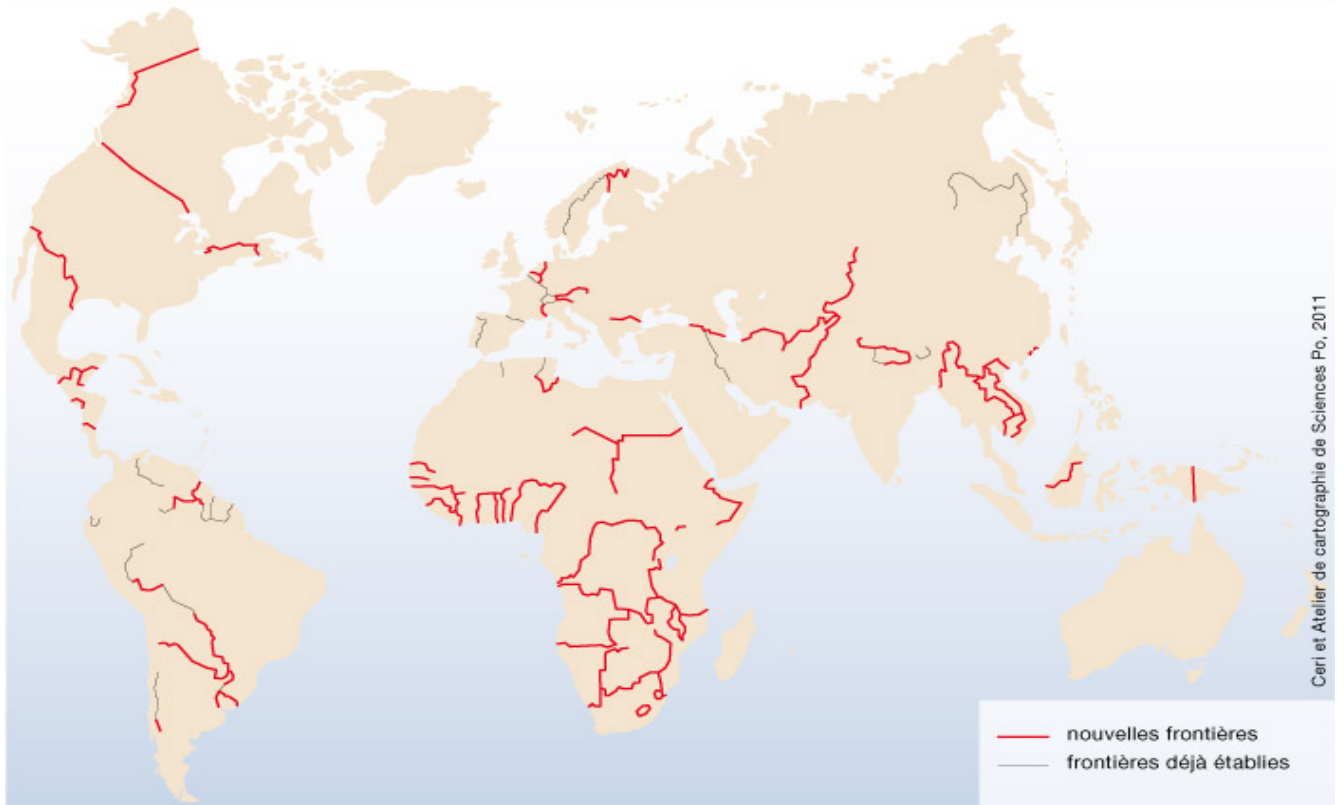 Ceri et Atelier de cartographie de Sciences Po, 2011
nouvelles frontières
frontières déjà établies